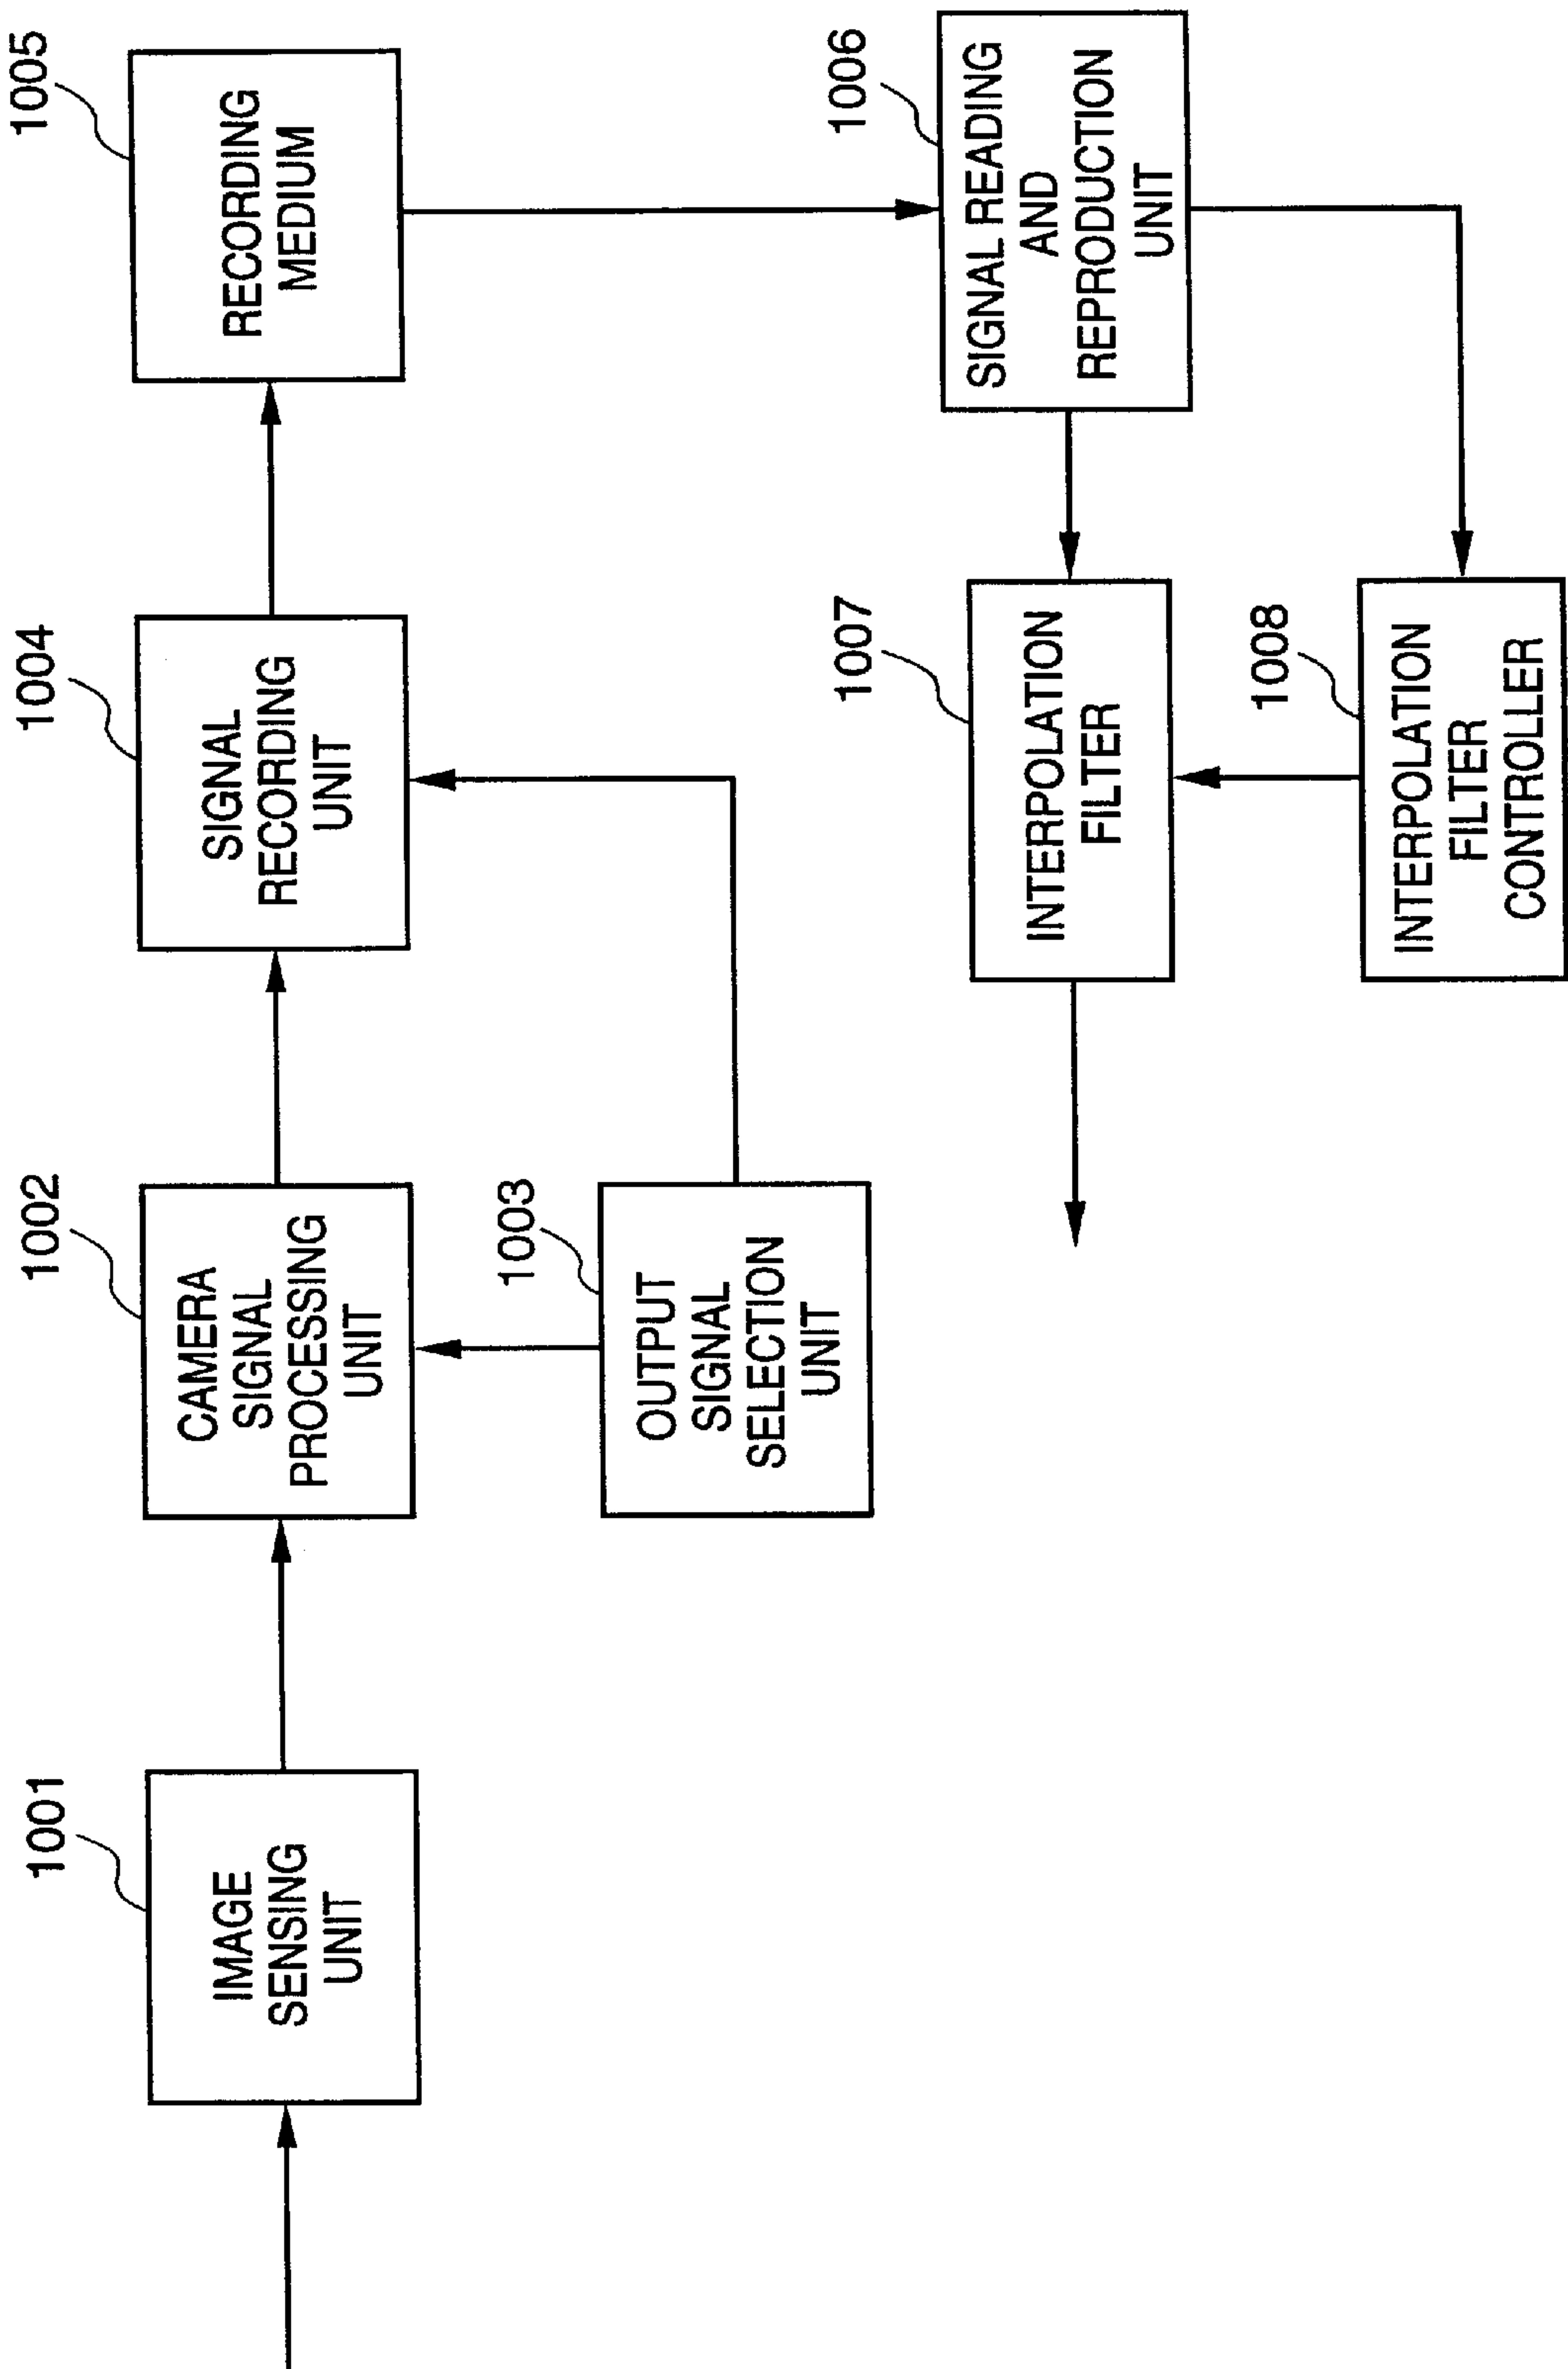 1001
IMAGE
SENSING
UNIT
1002
CAMERA
SIGNAL
PROCESSING
UNIT
1003
OUTPUT
SIGNAL
SELECTION
UNIT
1004
SIGNAL
RECORDING
UNIT
1005
RECORDING
MEDIUM
1006
SIGNAL READING
AND
REPRODUCTION
UNIT
1007
INTERPOLATION
FILTER
1008
INTERPOLATION
FILTER
CONTROLLER